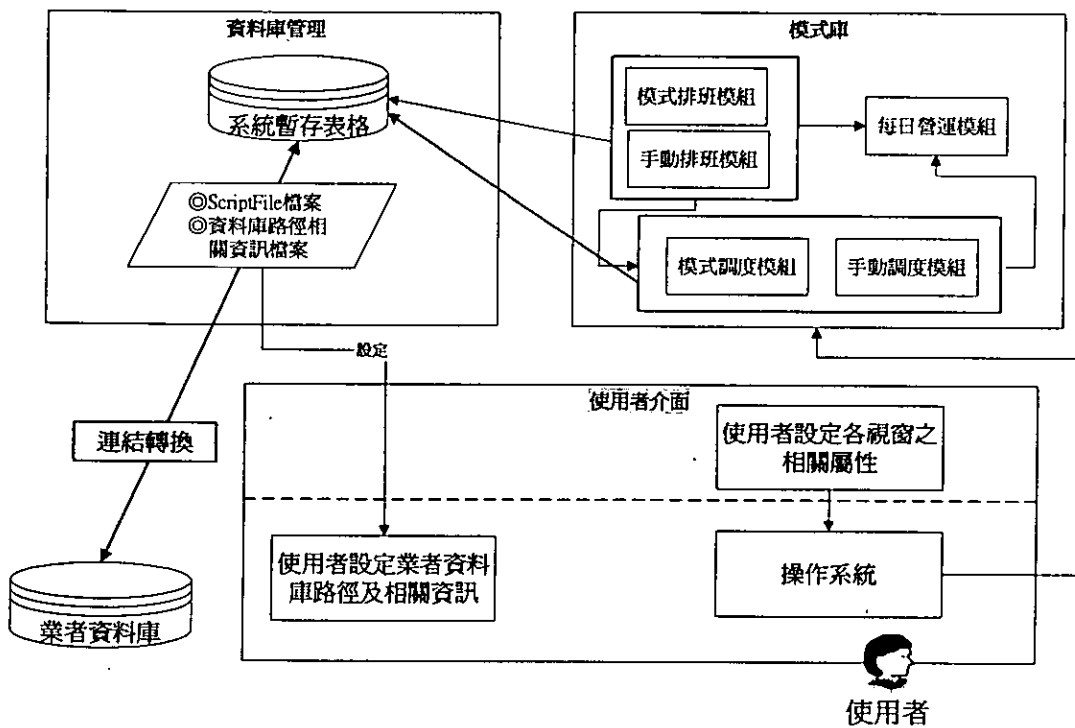 資料庫管理
系統暫存表格
◎ScriptFile檔案
◎資料庫路徑相
關資訊檔案
模式庫
模式排班模組
手動排班模組
每日營運模組
模式調度模組
手動調度模組
設定
連結轉換
業者資料庫
使用者介面
使用者設定各視窗之
相關屬性
使用者設定業者資料
庫路徑及相關資訊
操作系統
使用者